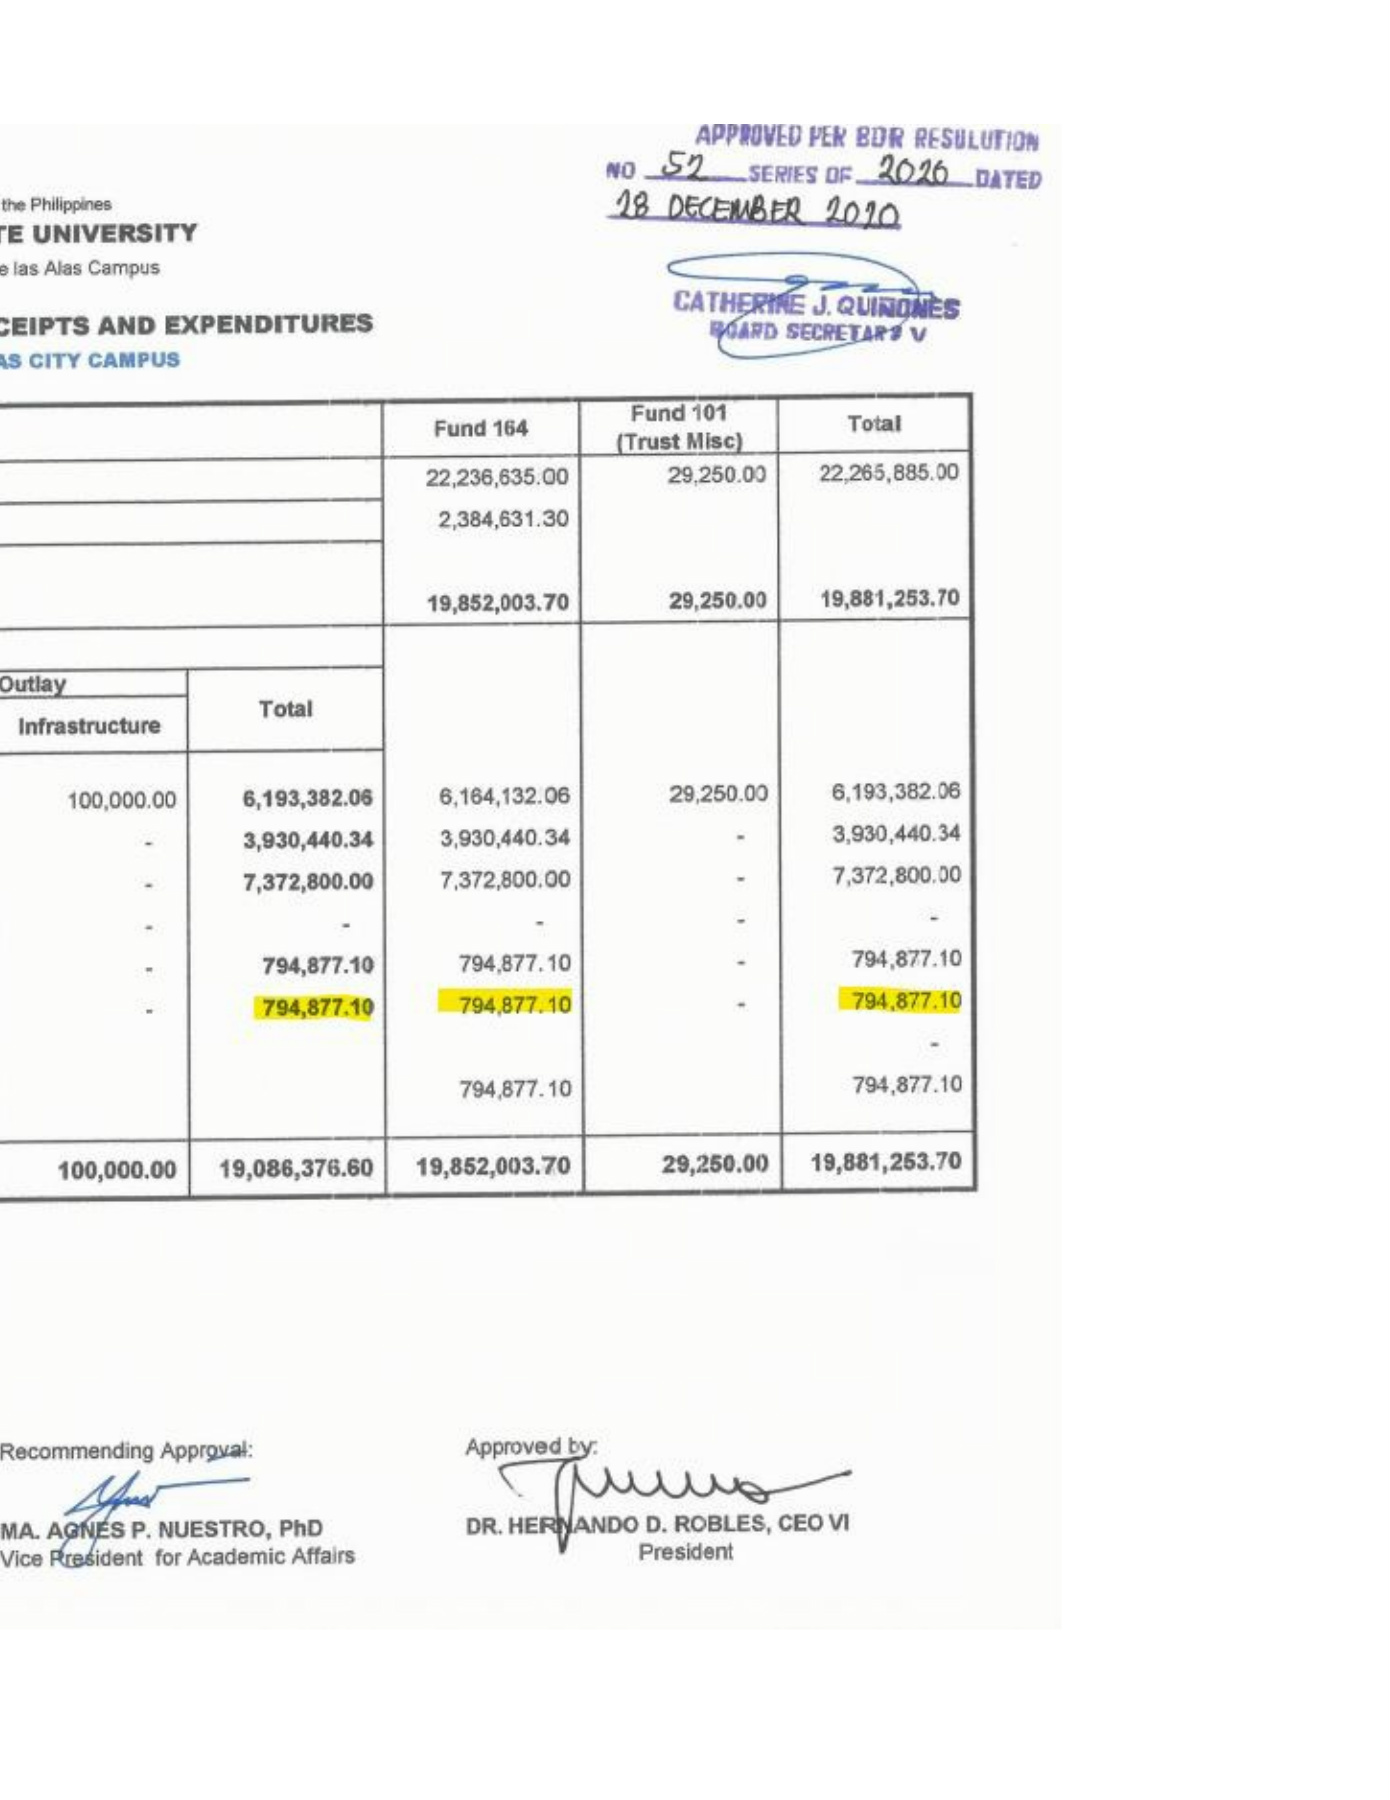 APPROVED PER BOR RESOLUTION
NO 52 SERIES OF 2020 DATED
28 DECEMBER 2020
the Philippines
TE UNIVERSITY
e las Alas Campus
CATHERINE J. QUINONES
BOARD SECRETARY V
CEIPTS AND EXPENDITURES
AS CITY CAMPUS
Fund 164 Fund 101 Total
(Trust Misc)
22,236,635.00 29,250.00 22,265,885.00
2,384,631.30
19,852,003.70 29,250.00 19,881,253.70
Outlay
Infrastructure Total
100,000.00 6,193,382.06 6,164,132.06 29,250.00 6,193,382.06
- 3,930,440.34 3,930,440.34 - 3,930,440.34
- 7,372,800.00 7,372,800.00 - 7,372,800.00
- - - - -
- 794,877.10 794,877.10 - 794,877.10
- 794,877.10 794,877.10 - 794,877.10
-
794,877.10 794,877.10
100,000.00 19,086,376.60 19,852,003.70 29,250.00 19,881,253.70
Recommending Approval: Approved by:
MA. AGNES P. NUESTRO, PhD DR. HERNANDO D. ROBLES, CEO VI
Vice President for Academic Affairs President